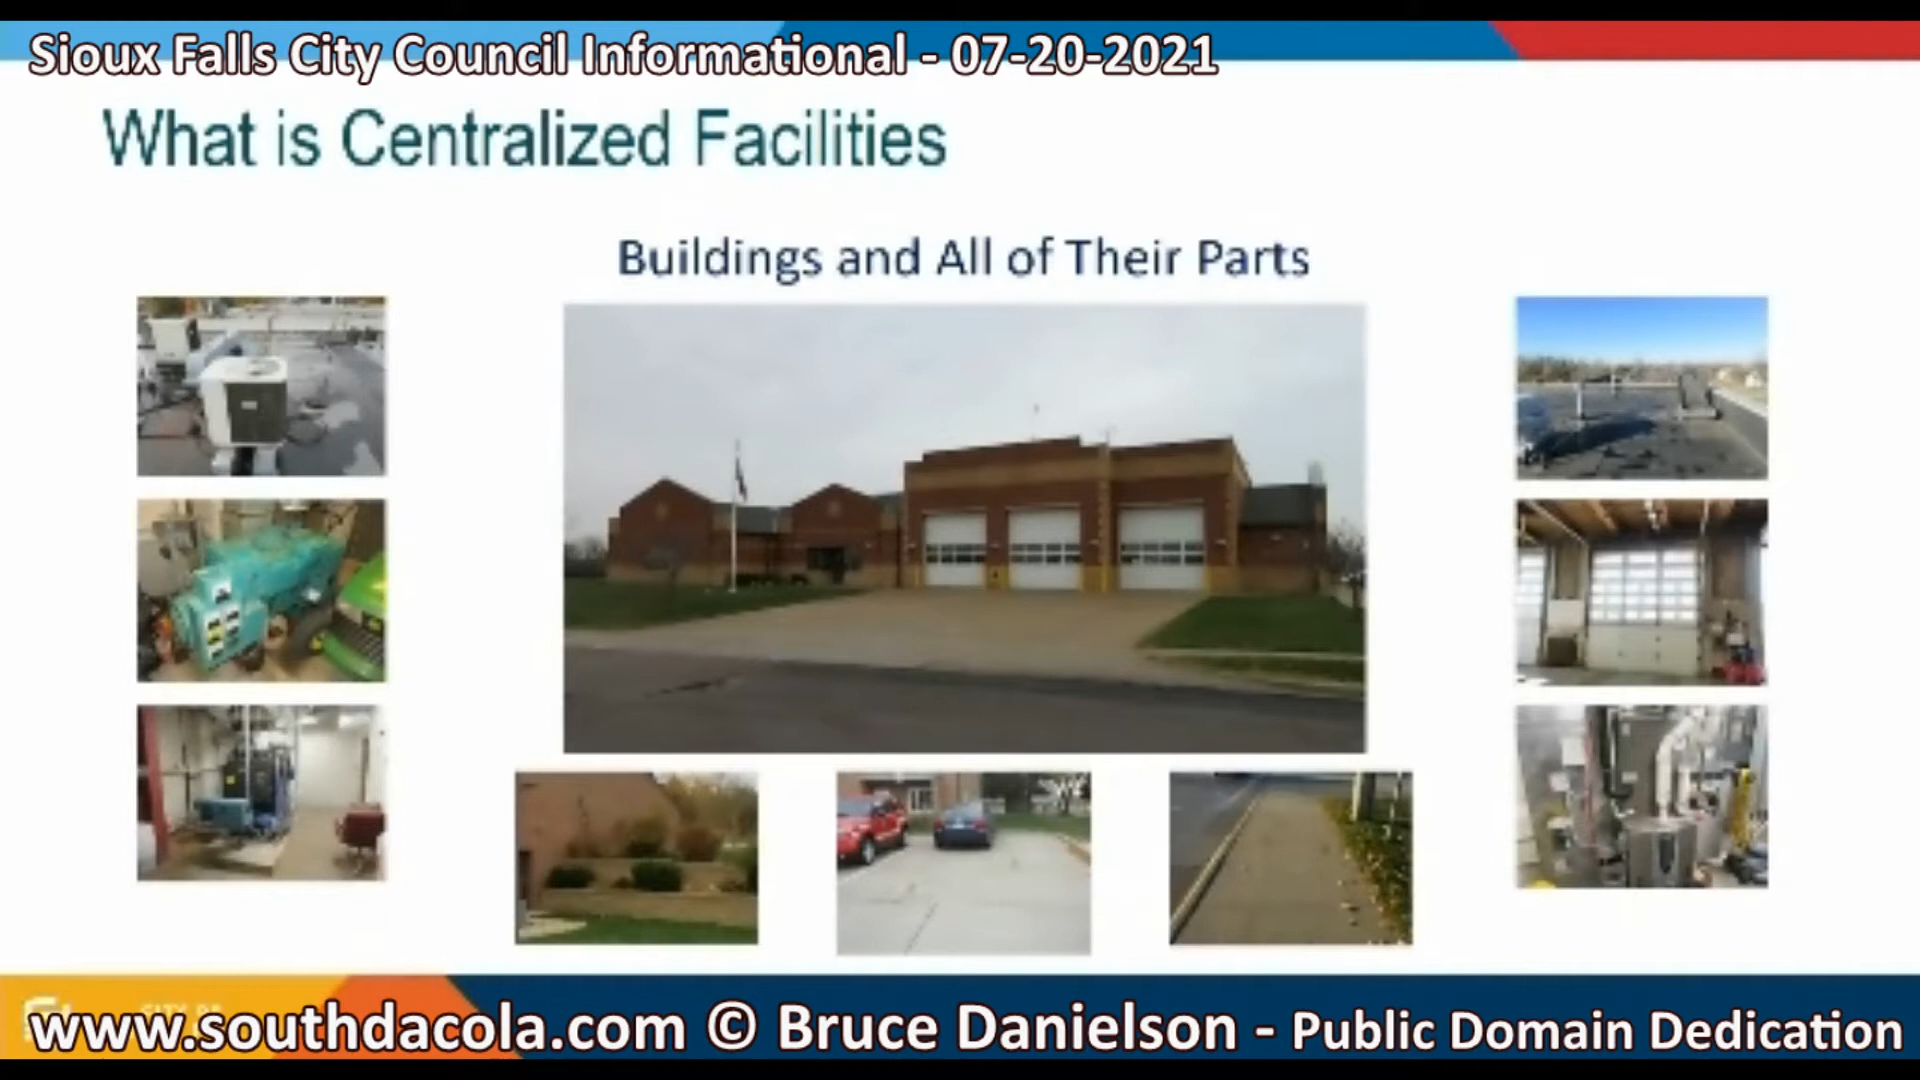 Sioux Falls City Council Informational - 07-20-2021
What is Centralized Facilities
Buildings and All of Their Parts
www.southdacola.com © Bruce Danielson - Public Domain Dedication